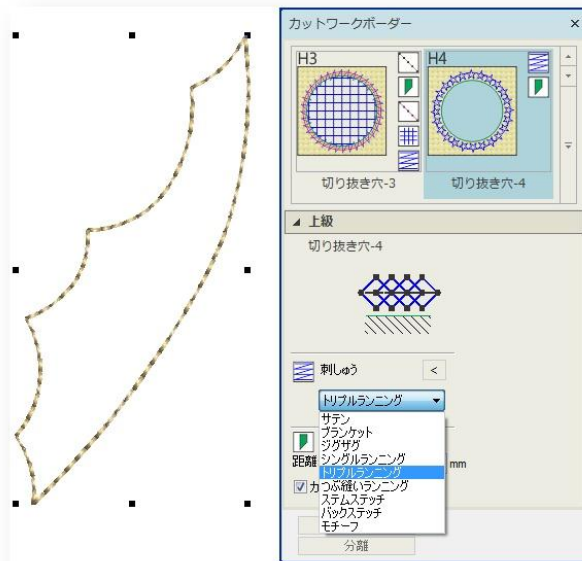 カットワークボーダー
H3 H4
切り抜き穴-3 切り抜き穴-4
上級
切り抜き穴-4
刺しゅう <
トリプルランニング
サテン
ブランケット
ジグザグ
シングルランニング
トリプルランニング
つぶ縫いランニング
ステムステッチ
バックステッチ
モチーフ
距離 mm
カ
分離